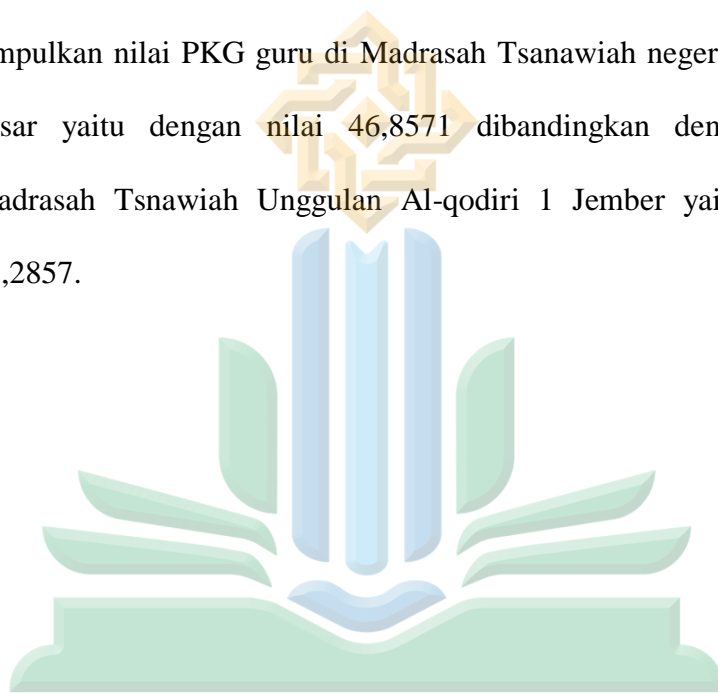 mpulkan nilai PKG guru di Madrasah Tsanawiah neger
sar yaitu dengan nilai 46,8571 dibandingkan den
adrasah Tsnawiah Unggulan Al-qodiri 1 Jember yai
,2857.